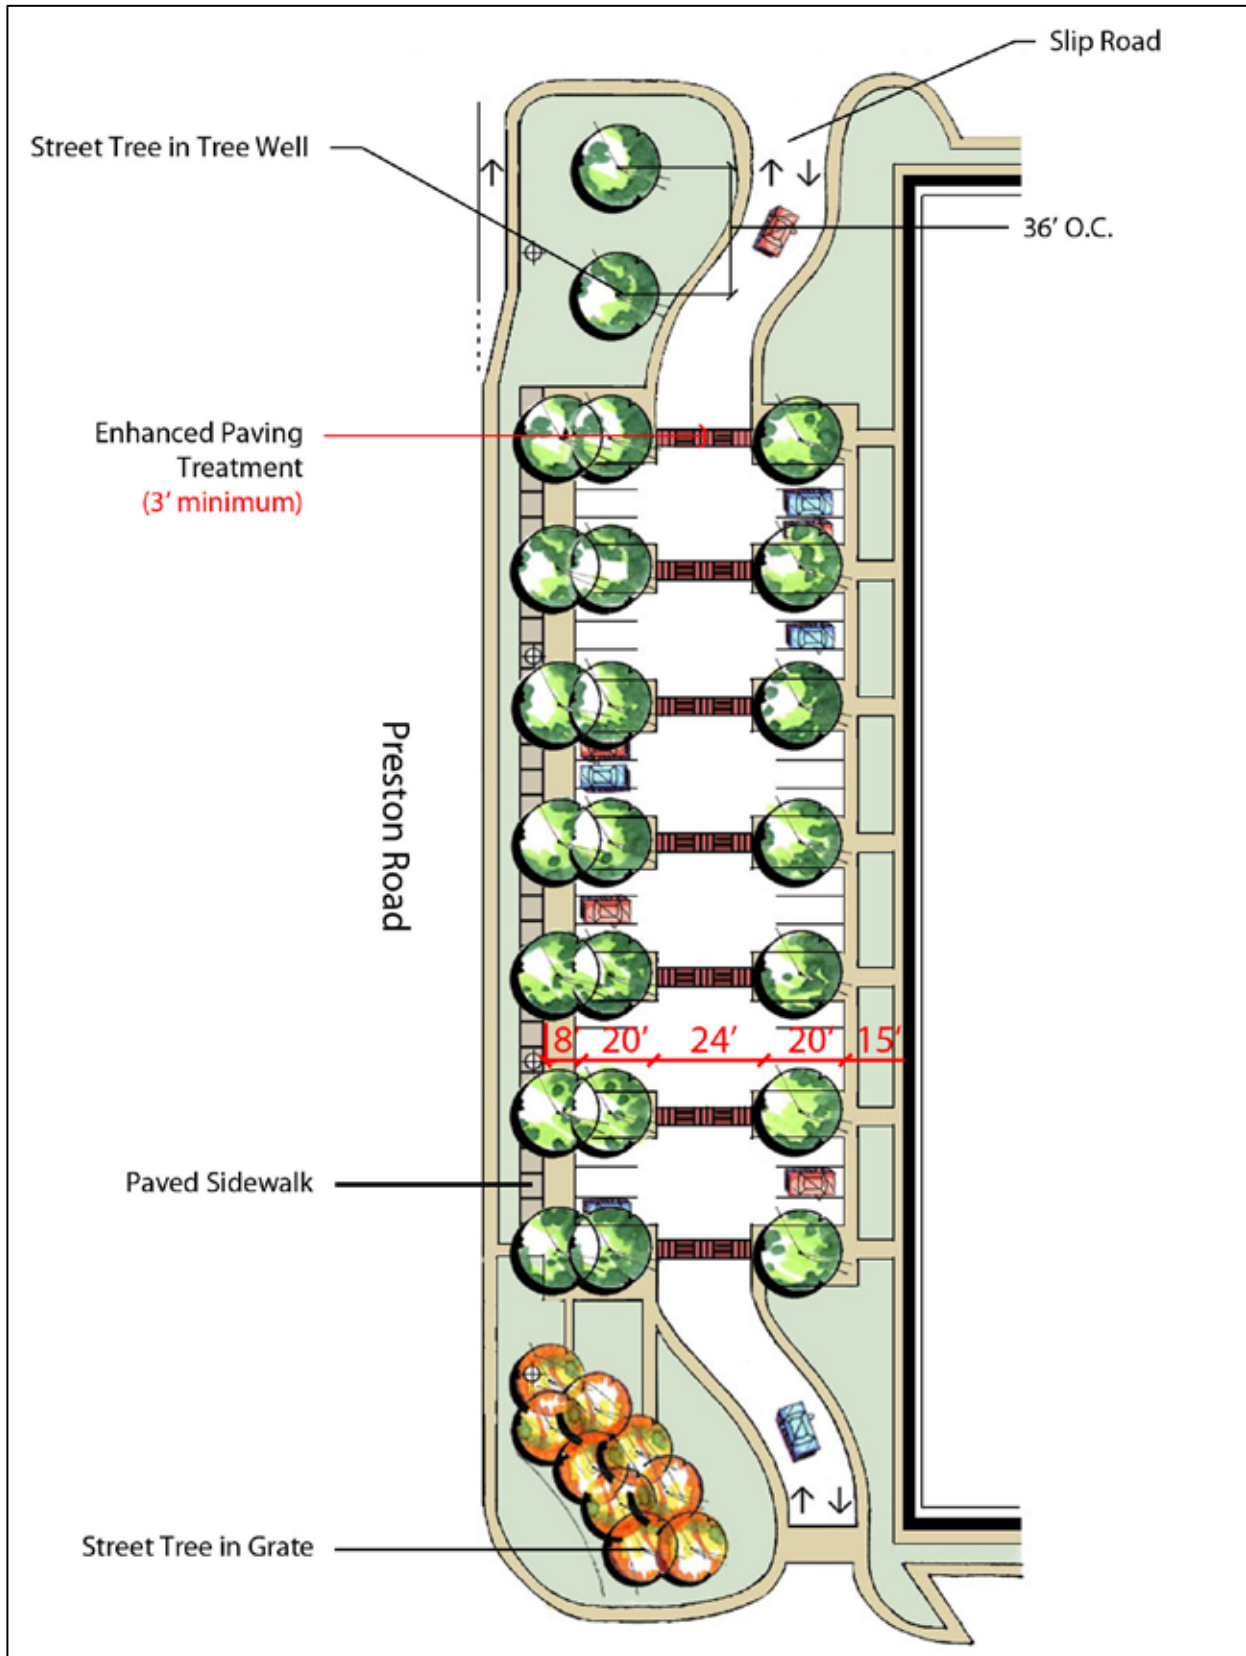 Slip Road
Street Tree in Tree Well
36' O.C.
Enhanced Paving
Treatment
(3' minimum)
Preston Road
8' 20' 24' 20' 15'
Paved Sidewalk
Street Tree in Grate